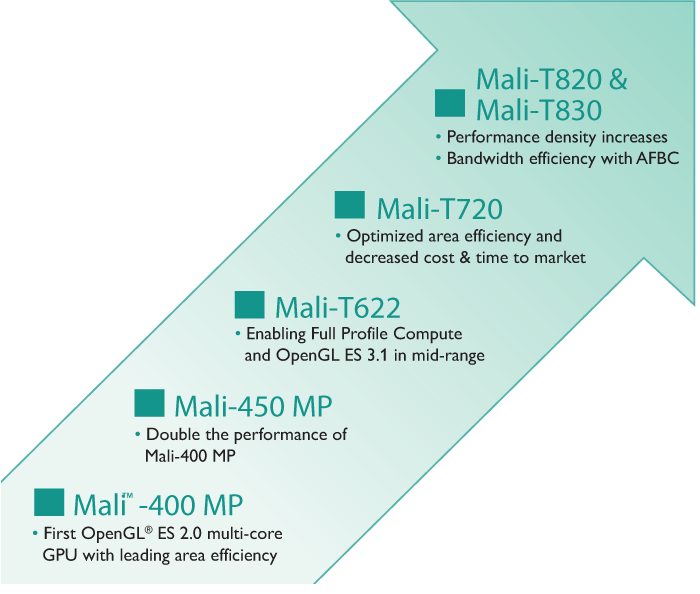 Mali-T820 &
Mali-T830
• Performance density increases
• Bandwidth efficiency with AFBC
Mali-T720
• Optimized area efficiency and
decreased cost & time to market
Mali-T622
• Enabling Full Profile Compute
and OpenGL ES 3.1 in mid-range
Mali-450 MP
• Double the performance of
Mali-400 MP
Mali™ -400 MP
• First OpenGL® ES 2.0 multi-core
GPU with leading area efficiency